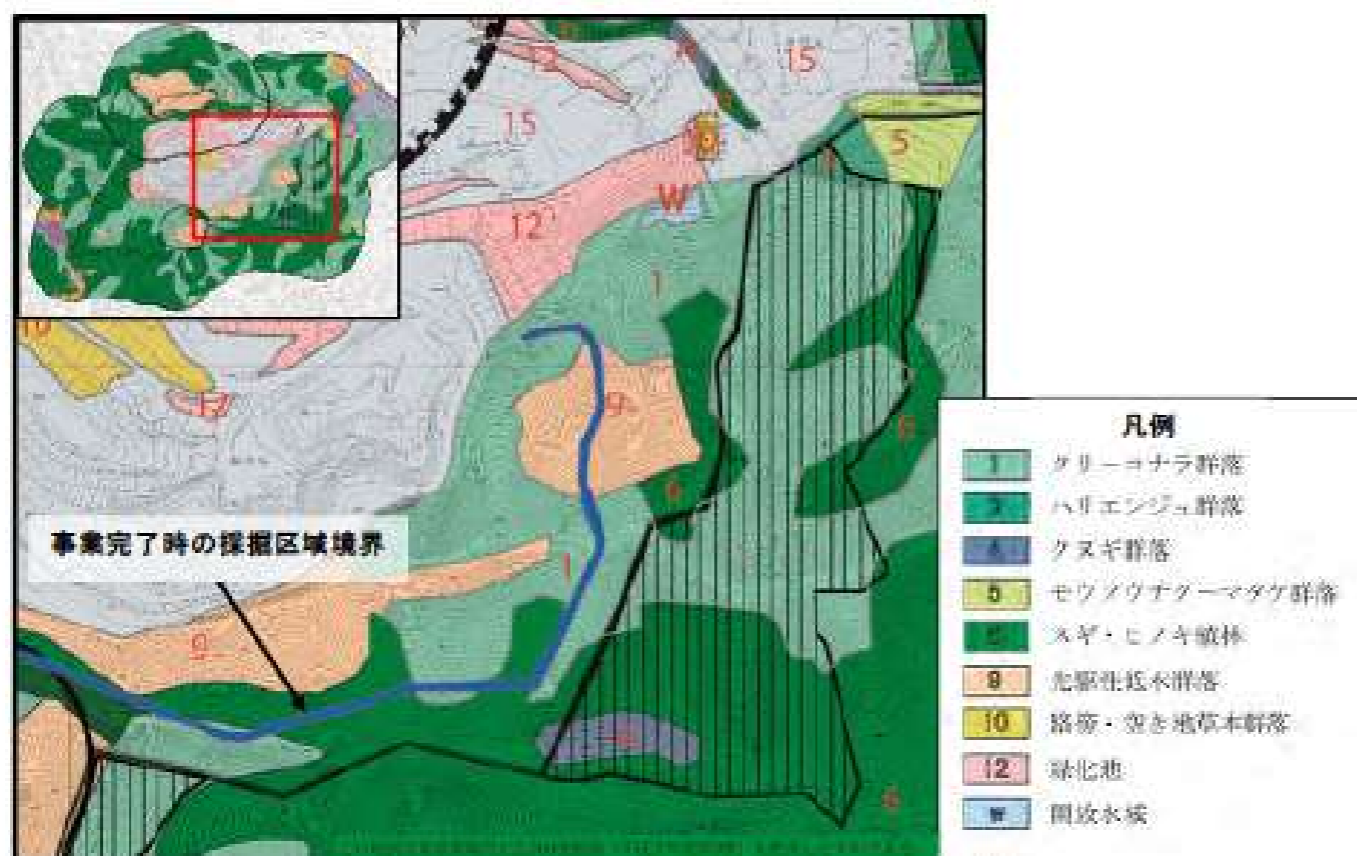 15
15
5
12
W
1
10
9
12
6
6
1
9
6
事業完了時の採掘区域境界
凡例
1 クリーコナラ群落
3 ハリエンジュ群落
4 クヌギ群落
5 モウソウチクーマダケ群落
6 スギ・ヒノキ植林
9 先駆性低木群落
10 路傍・空き地草本群落
12 緑化地
W 開放水域